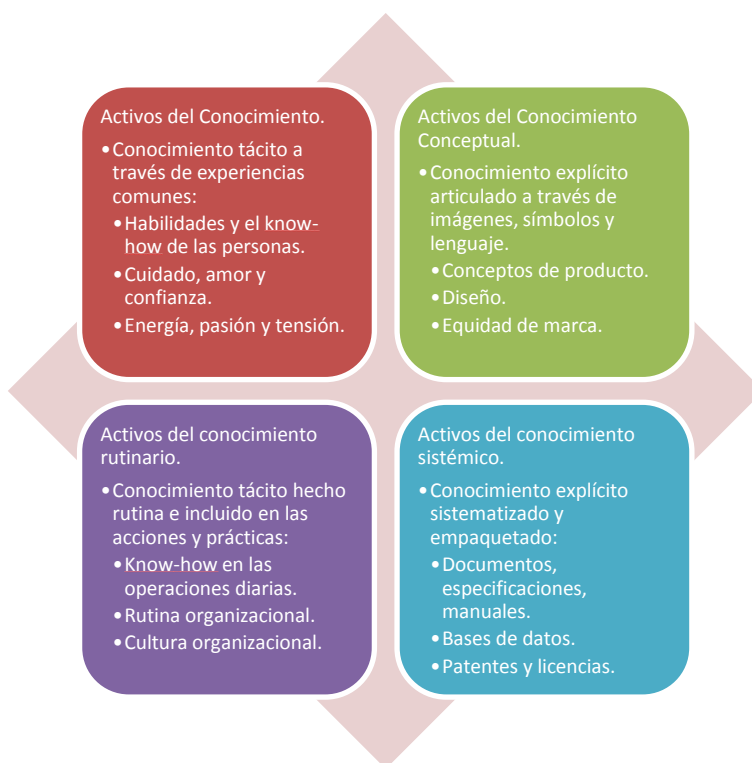 Activos del Conocimiento.
•Conocimiento tácito a
través de experiencias
comunes:
•Habilidades y el know-
how de las personas.
•Cuidado, amor y
confianza.
•Energía, pasión y tensión.
Activos del Conocimiento
Conceptual.
•Conocimiento explícito
articulado a través de
imágenes, símbolos y
lenguaje.
•Conceptos de producto.
•Diseño.
•Equidad de marca.
Activos del conocimiento
rutinario.
•Conocimiento tácito hecho
rutina e incluido en las
acciones y prácticas:
•Know-how en las
operaciones diarias.
•Rutina organizacional.
•Cultura organizacional.
Activos del conocimiento
sistémico.
•Conocimiento explícito
sistematizado y
empaquetado:
•Documentos,
especificaciones,
manuales.
•Bases de datos.
•Patentes y licencias.